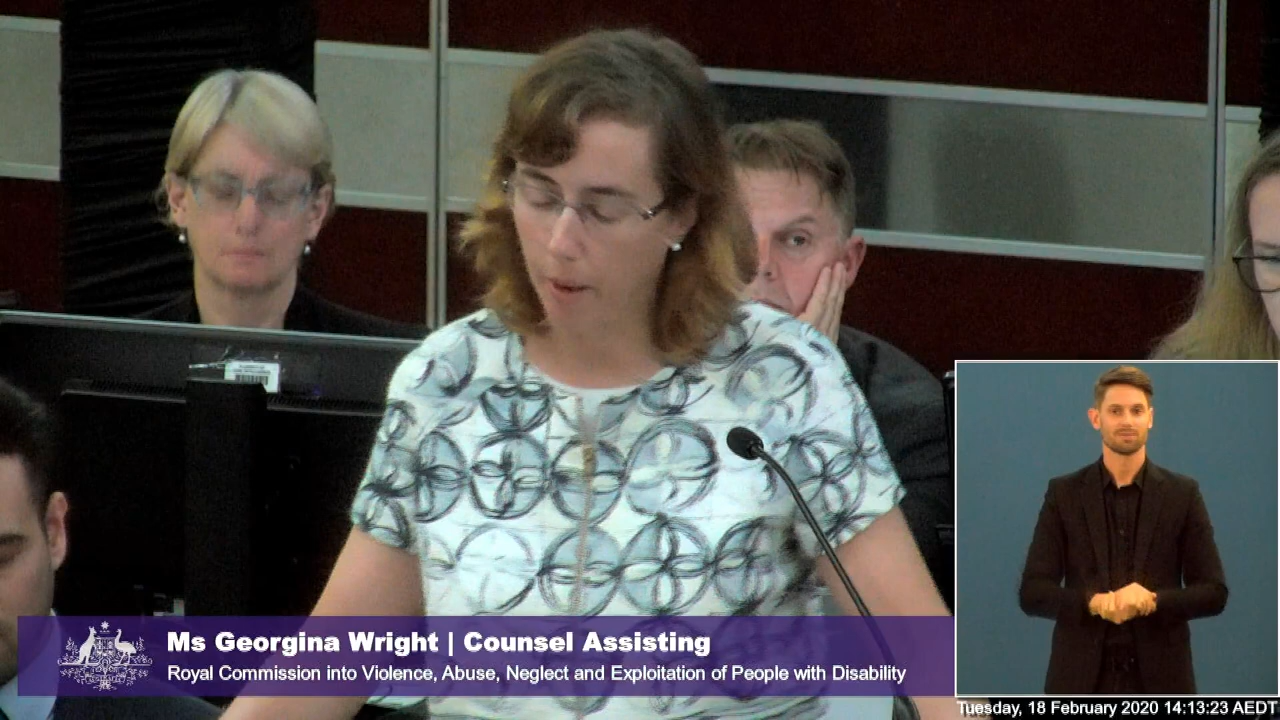 Ms Georgina Wright | Counsel Assisting
Royal Commission into Violence, Abuse, Neglect and Exploitation of People with Disability
Tuesday, 18 February 2020 14:13:23 AEDT